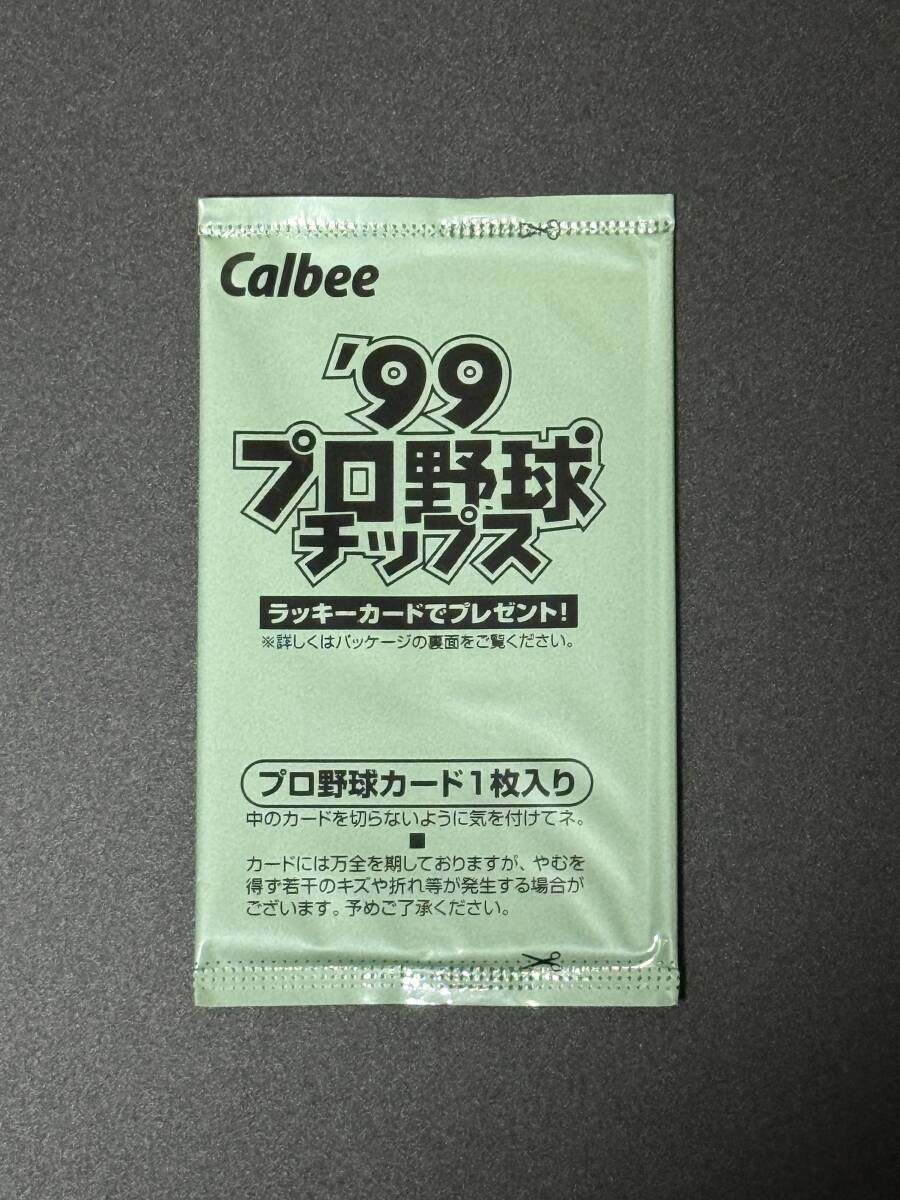 Calbee
'99
プロ野球
チップス
ラッキーカードでプレゼント!
※詳しくはパッケージの裏面をご覧ください。
プロ野球カード1枚入り
中のカードを切らないように気を付けてネ。
■
カードには万全を期しておりますが、やむを
得ず若干のキズや折れ等が発生する場合が
ございます。予めご了承ください。